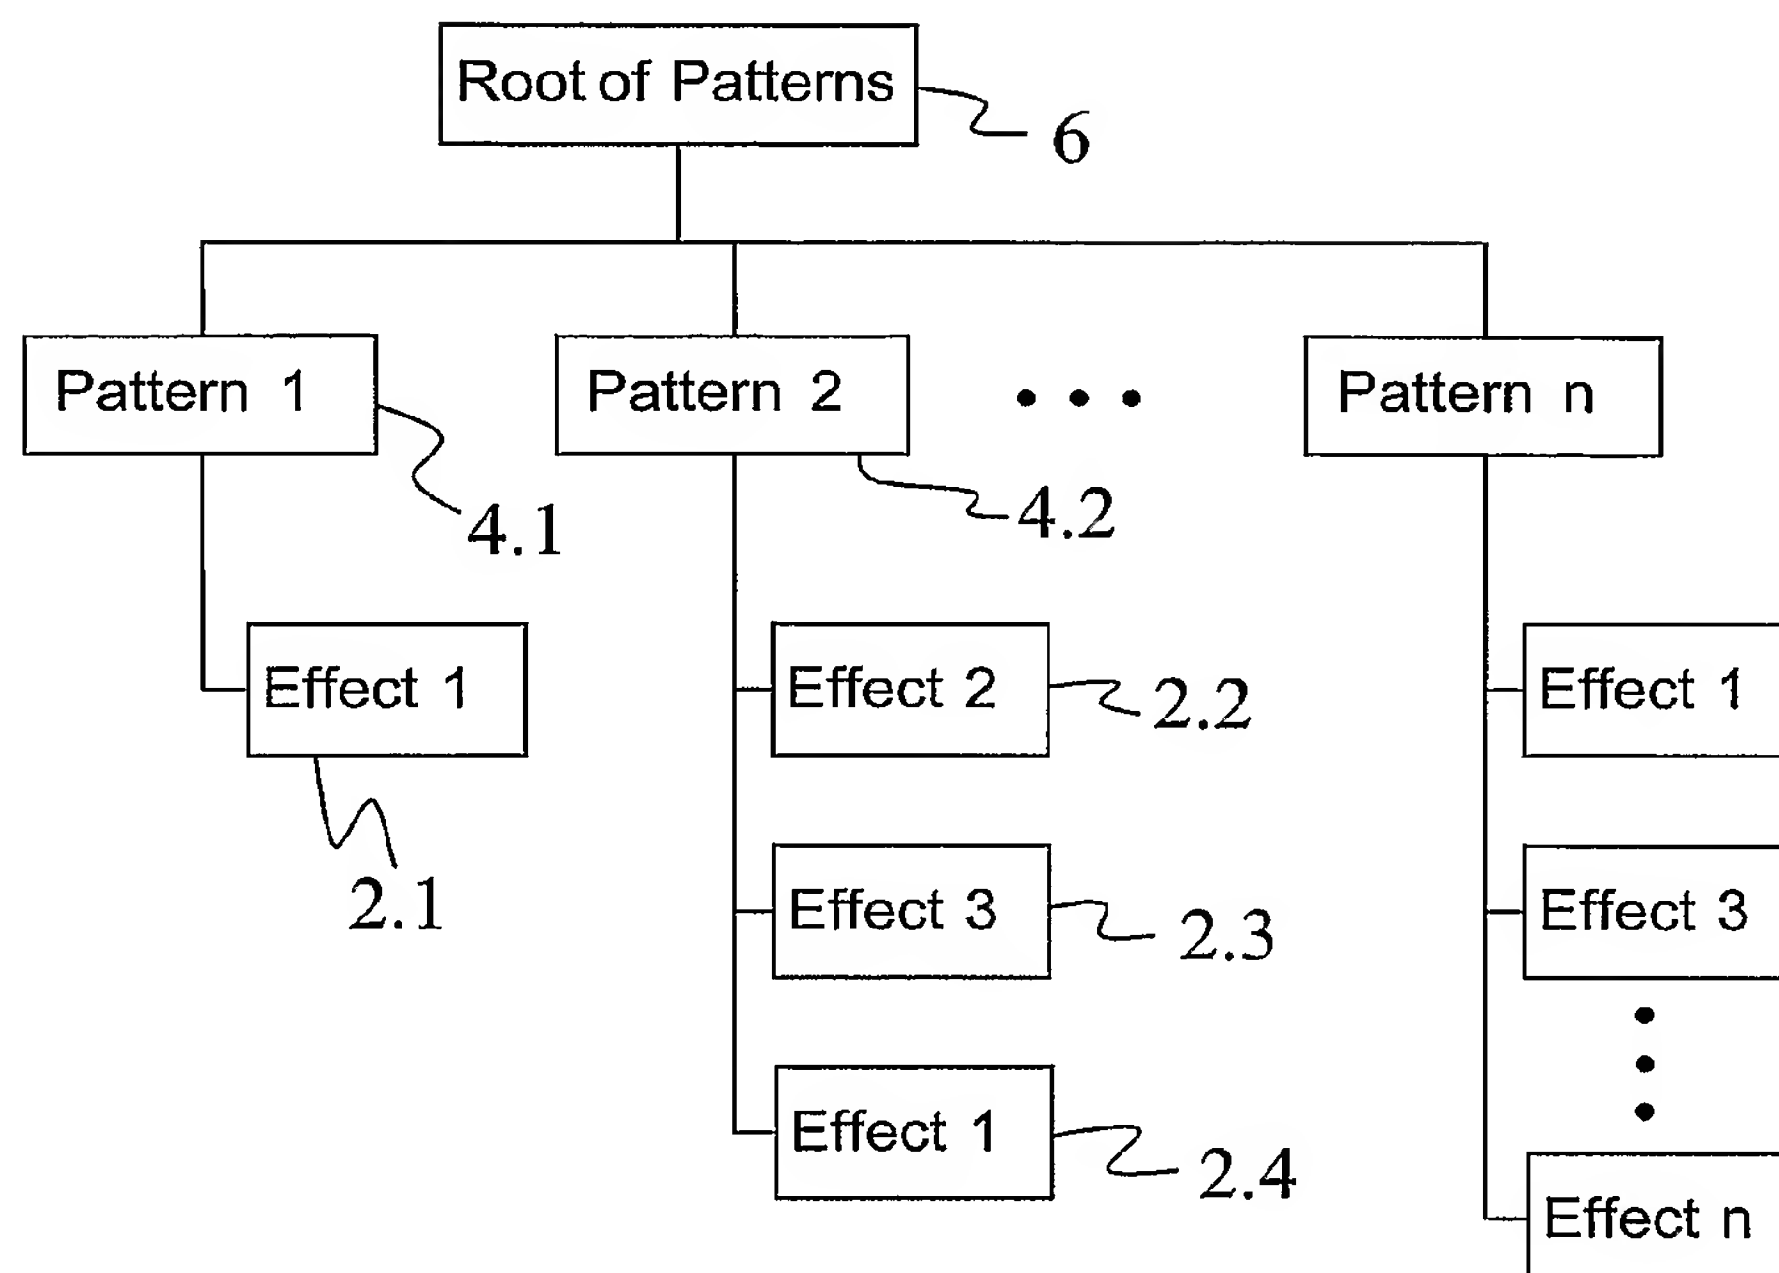 Root of Patterns
6
Pattern 1
Pattern 2
Pattern n
4.1
4.2
Effect 1
Effect 2
2.2
Effect 1
2.1
Effect 3
2.3
Effect 3
Effect 1
2.4
Effect n